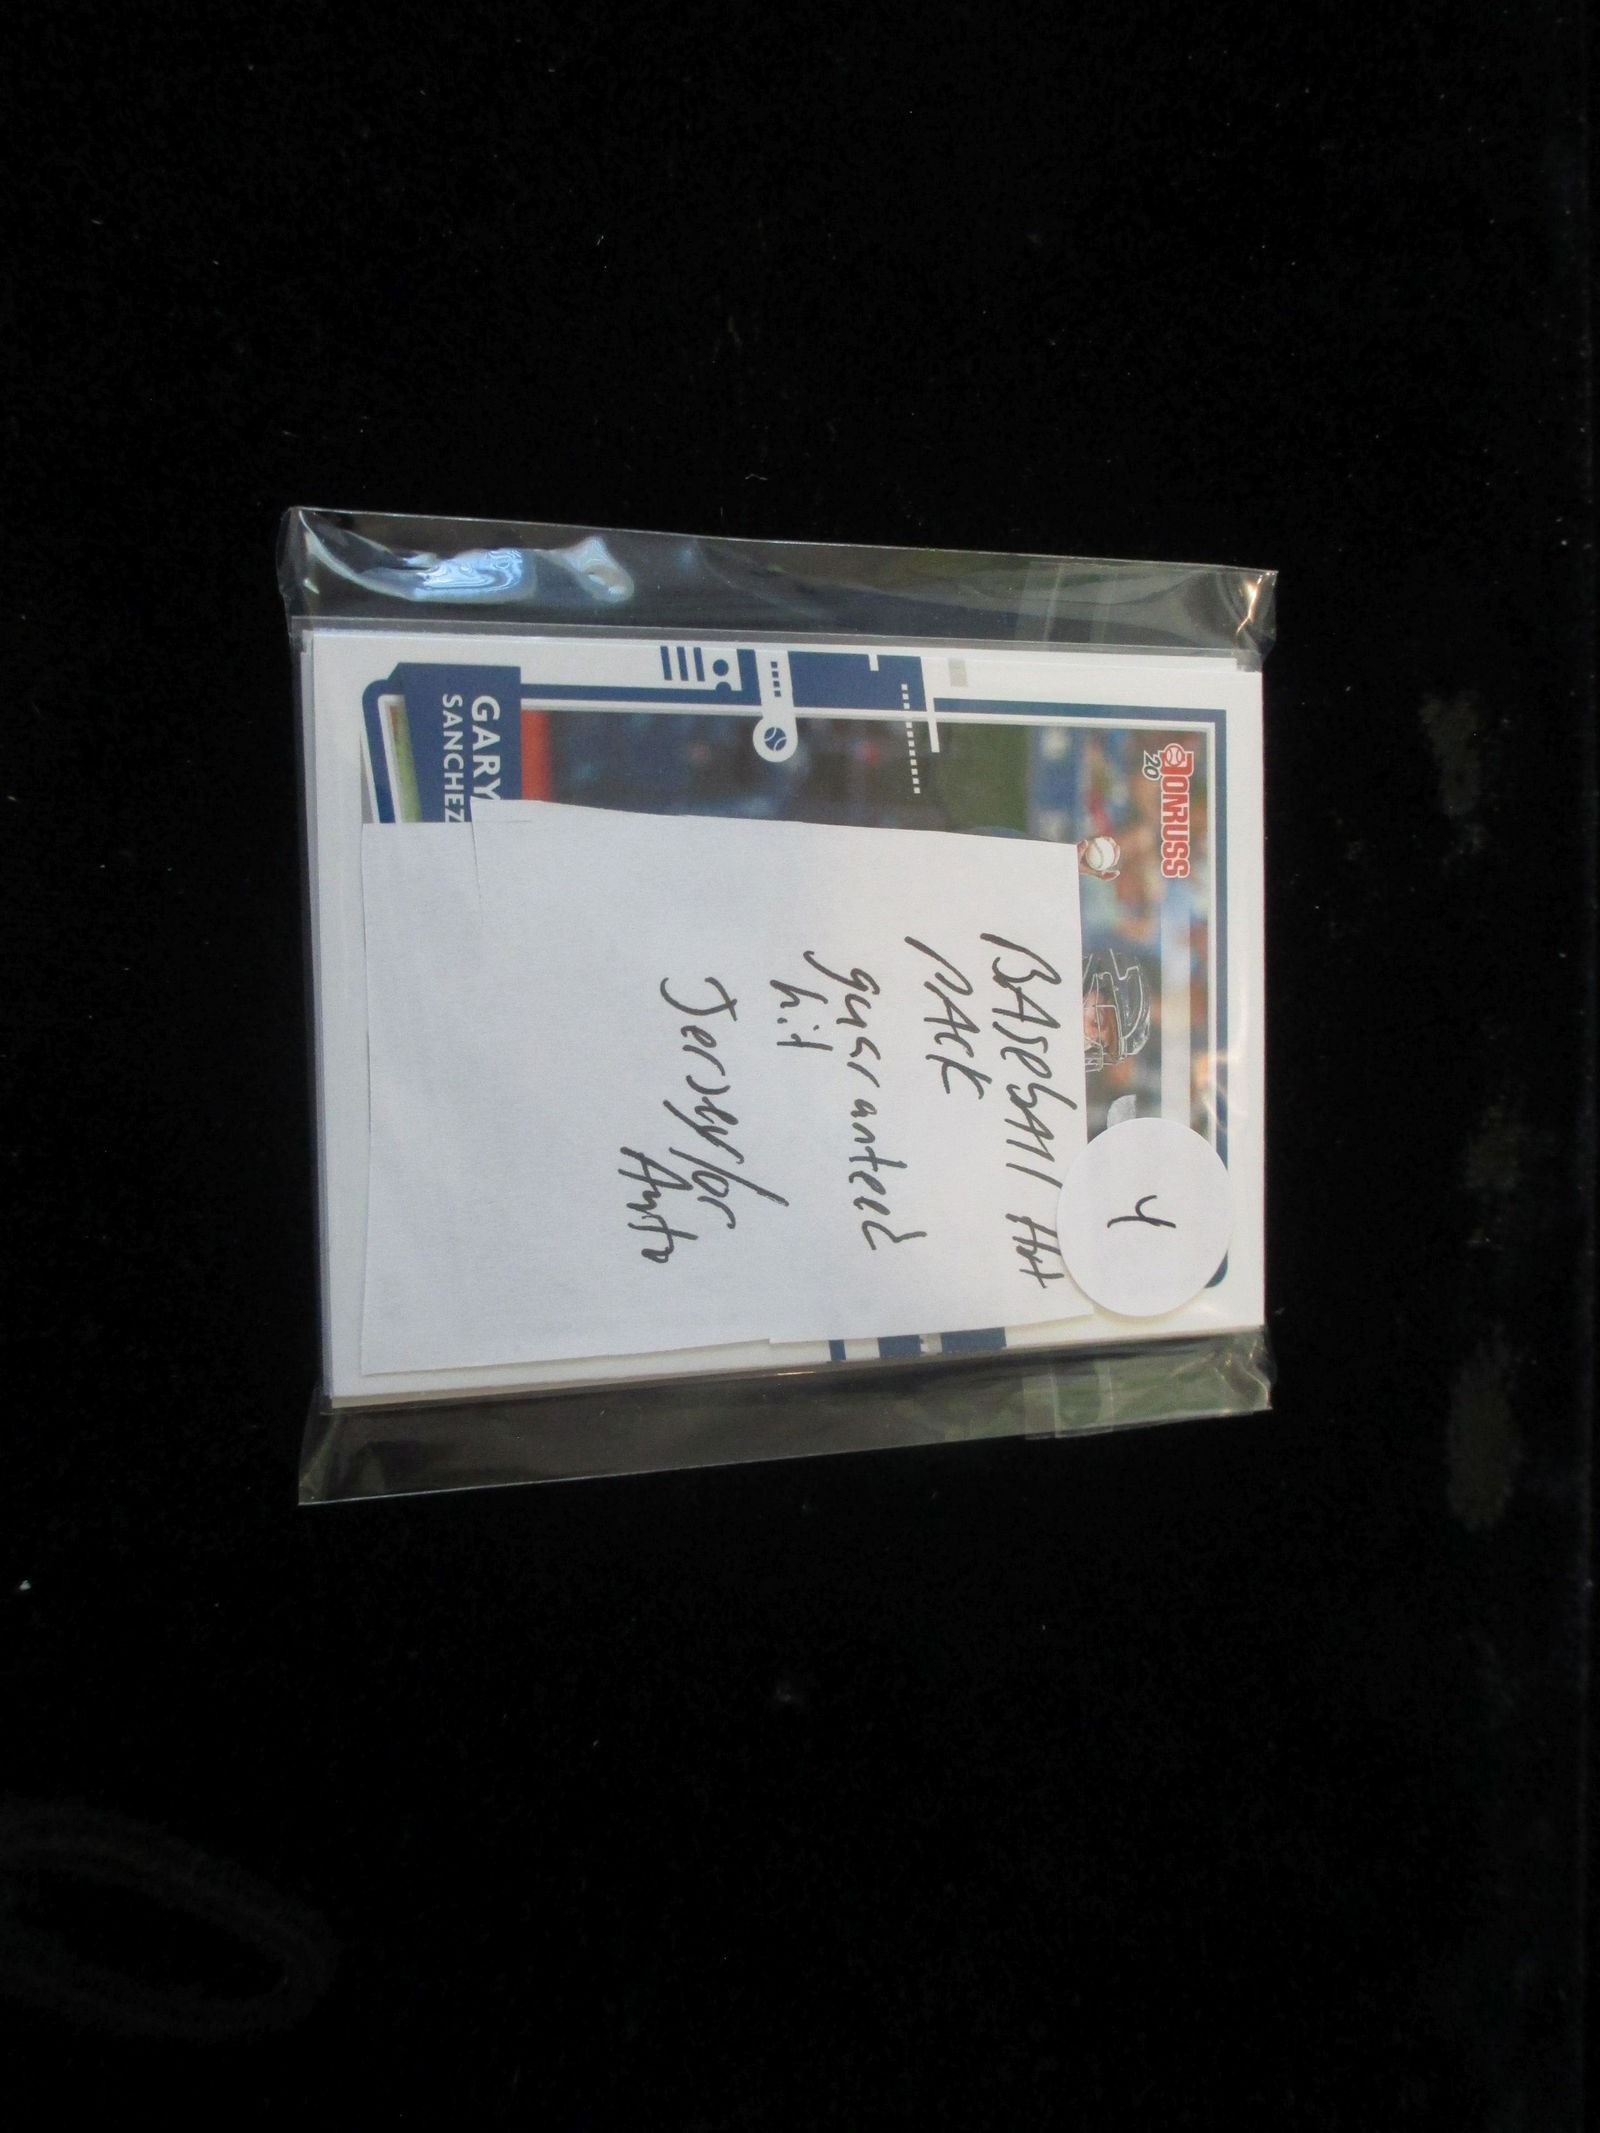 20
DONRUSS
4
BASebAll Hot
PACK
guaranteed
hit
Jersey/or
Auto
GARY
SANCHEZ